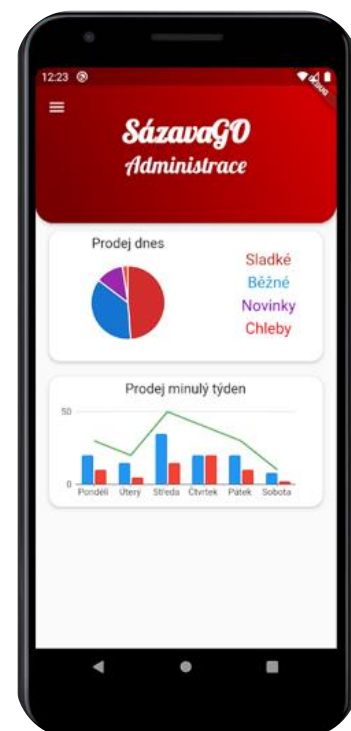 12:23
DEBUG
SázavaGO
Administrace
Prodej dnes
Sladké
Běžné
Novinky
Chleby
Prodej minulý týden
50
0
Pondělí Úterý Středa Čtvrtek Pátek Sobota